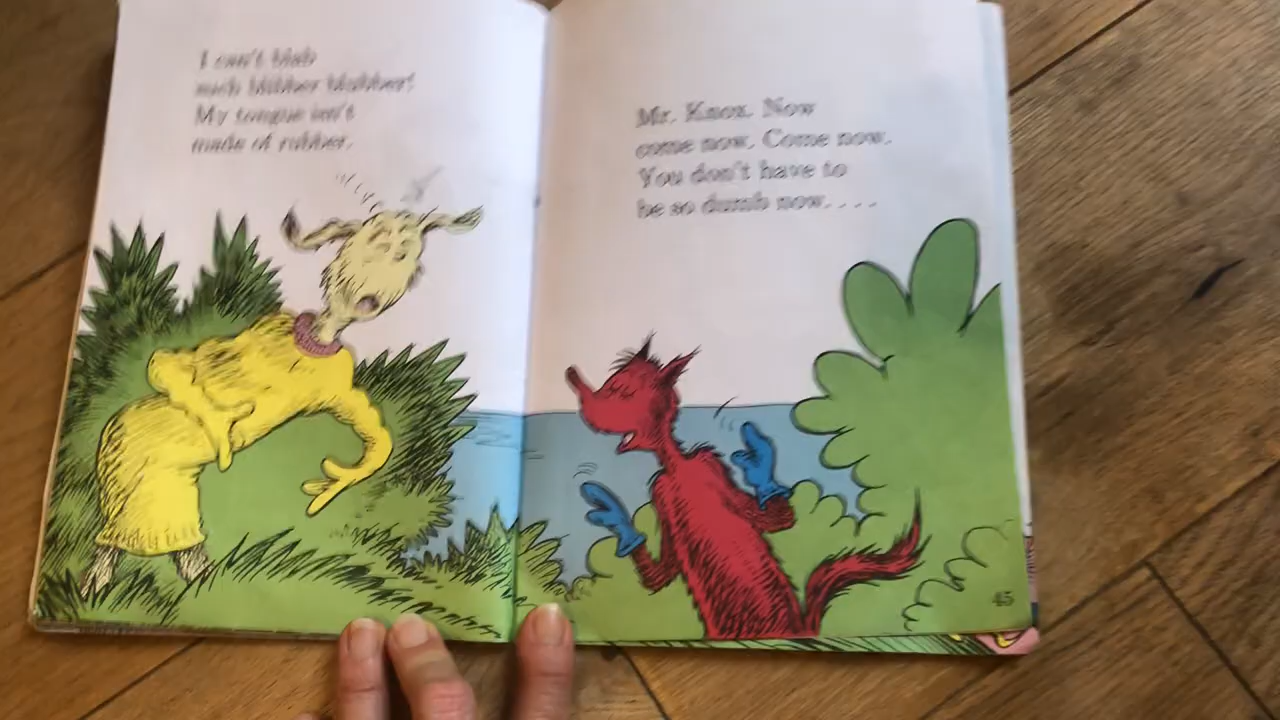 I can't blab
such blibber blubber!
My tongue isn't
made of rubber.
Mr. Knox. Now
come now. Come now.
You don't have to
be so dumb now. . . .
45